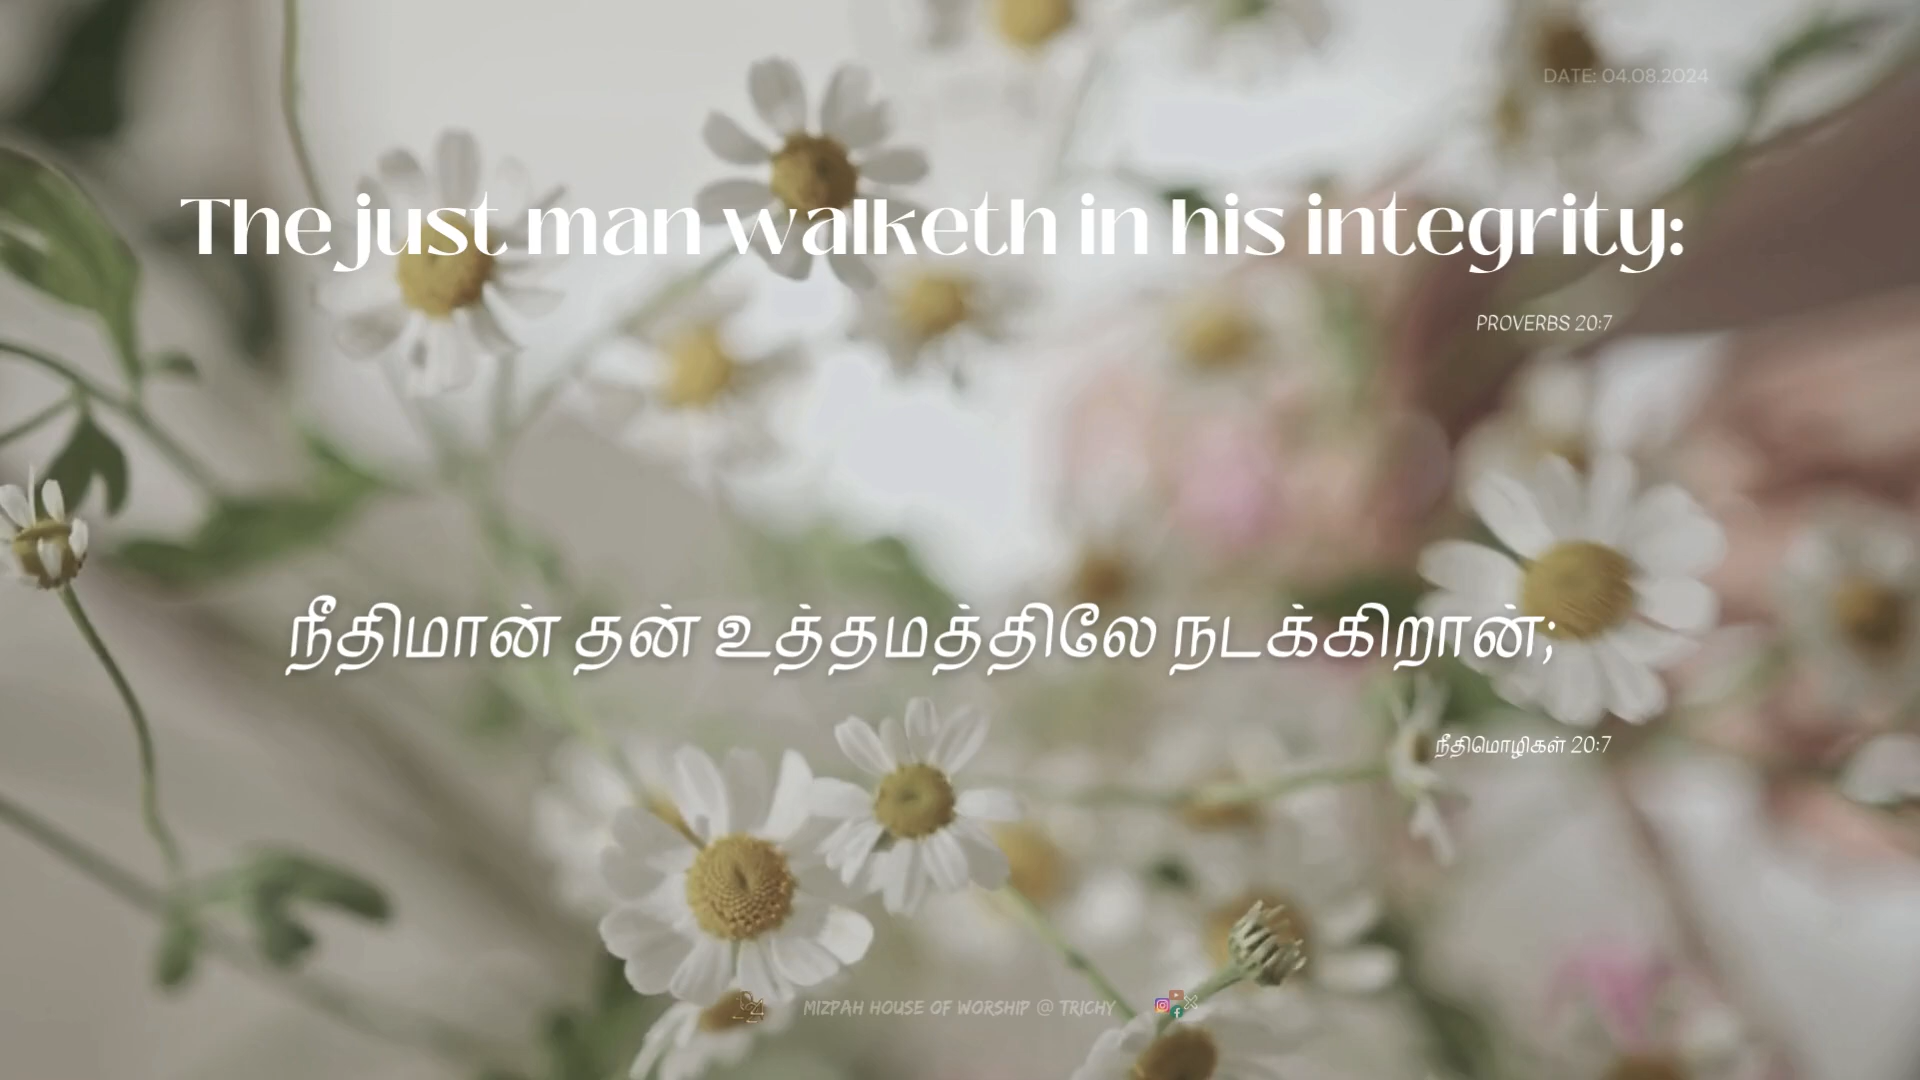 DATE: 04.08.2024
The just man walketh in his integrity:
PROVERBS 20:7
நீதிமான் தன் உத்தமத்திலே நடக்கிறான்;
நீதிமொழிகள் 20:7
MIZPAH HOUSE OF WORSHIP @ TRICHY